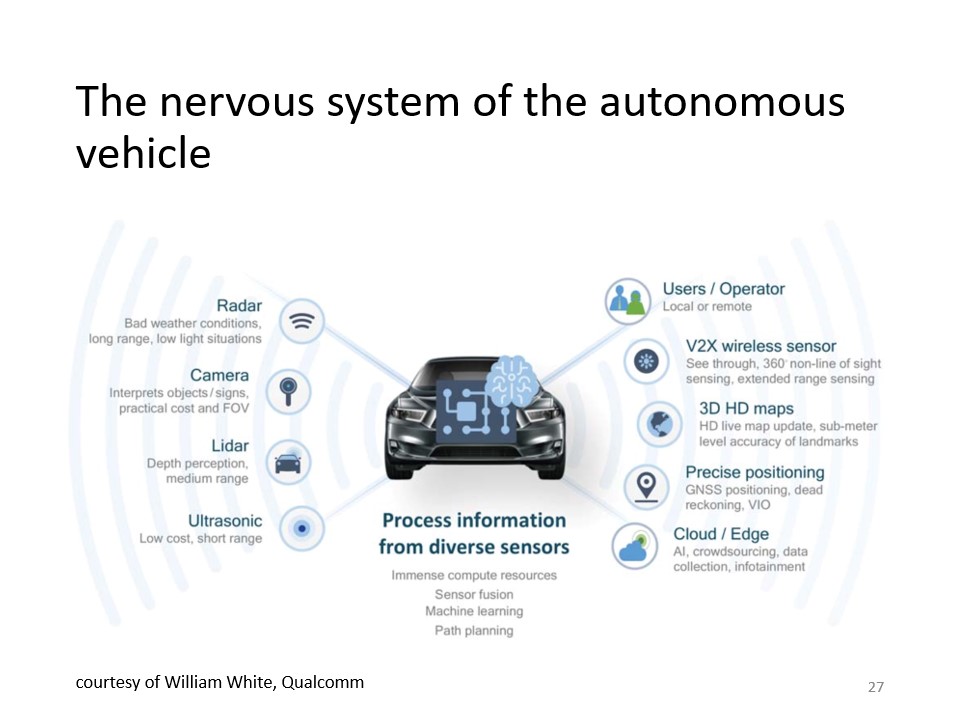 The nervous system of the autonomous
vehicle
Radar
Bad weather conditions,
long range, low light situations
Camera
Interprets objects/signs,
practical cost and FOV
Lidar
Depth perception,
medium range
Ultrasonic
Low cost, short range
Process information
from diverse sensors
Immense compute resources
Sensor fusion
Machine learning
Path planning
Users / Operator
Local or remote
V2X wireless sensor
See through, 360° non-line of sight
sensing, extended range sensing
3D HD maps
HD live map update, sub-meter
level accuracy of landmarks
Precise positioning
GNSS positioning, dead
reckoning, VIO
Cloud / Edge
AI, crowdsourcing, data
collection, infotainment
courtesy of William White, Qualcomm
27